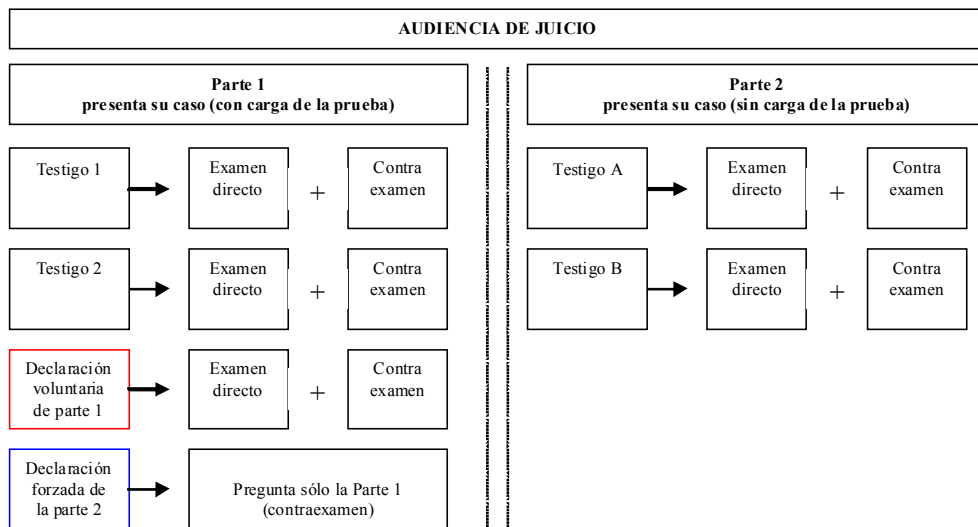 AUDIENCIA DE JUICIO
Parte 1
presenta su caso (con carga de la prueba)
Parte 2
presenta su caso (sin carga de la prueba)
Testigo 1
Examen
directo
+
Contra
examen
Testigo A
Examen
directo
+
Contra
examen
Testigo 2
Examen
directo
+
Contra
examen
Testigo B
Examen
directo
+
Contra
examen
Declaración
voluntaria
de parte 1
Examen
directo
+
Contra
examen
Declaración
forzada de
la parte 2
Pregunta sólo la Parte 1
(contraexamen)